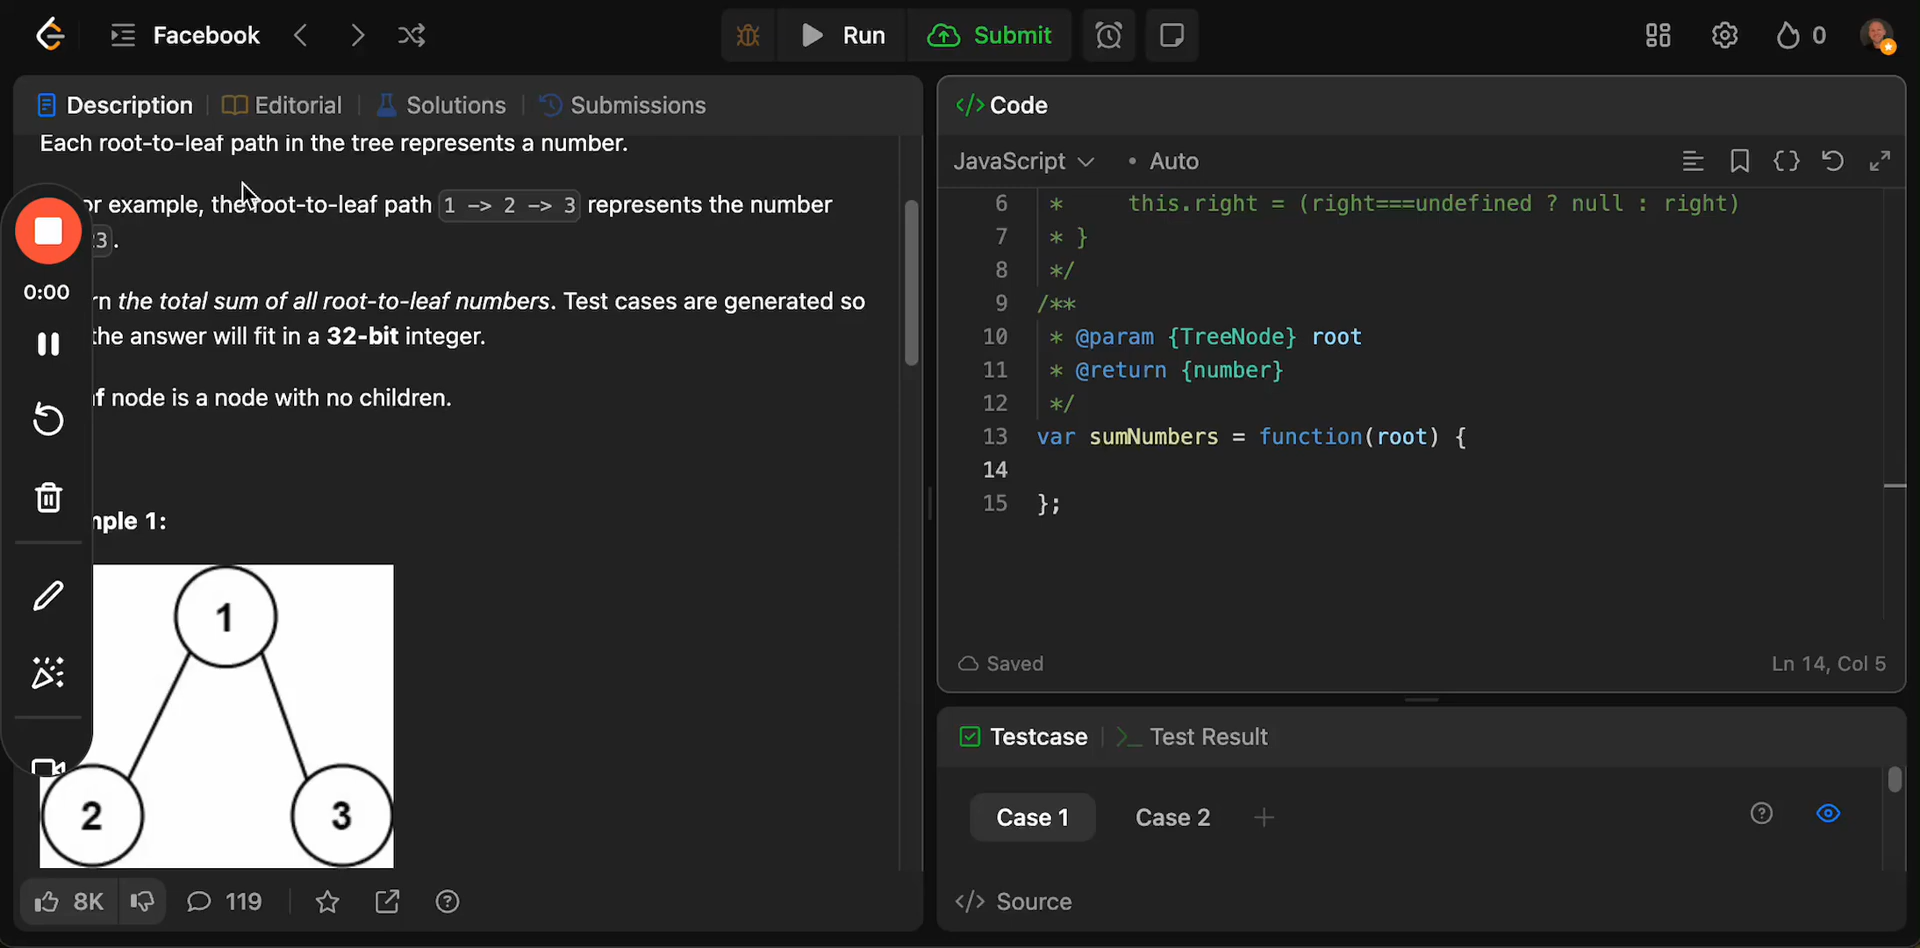 Facebook
Run
Submit
0
Description
Editorial
Solutions
Submissions
Each root-to-leaf path in the tree represents a number.
or example, the root-to-leaf path 1 -> 2 -> 3 represents the number
3.
rn the total sum of all root-to-leaf numbers. Test cases are generated so
the answer will fit in a 32-bit integer.
f node is a node with no children.
mple 1:
1
2
3
0:00
8K
119
</> Code
JavaScript
• Auto
6 * this.right = (right===undefined ? null : right)
7 * }
8 */
9 /**
10 * @param {TreeNode} root
11 * @return {number}
12 */
13 var sumNumbers = function(root) {
14
15 };
Saved
Ln 14, Col 5
Testcase
>_ Test Result
Case 1
Case 2
+
</> Source